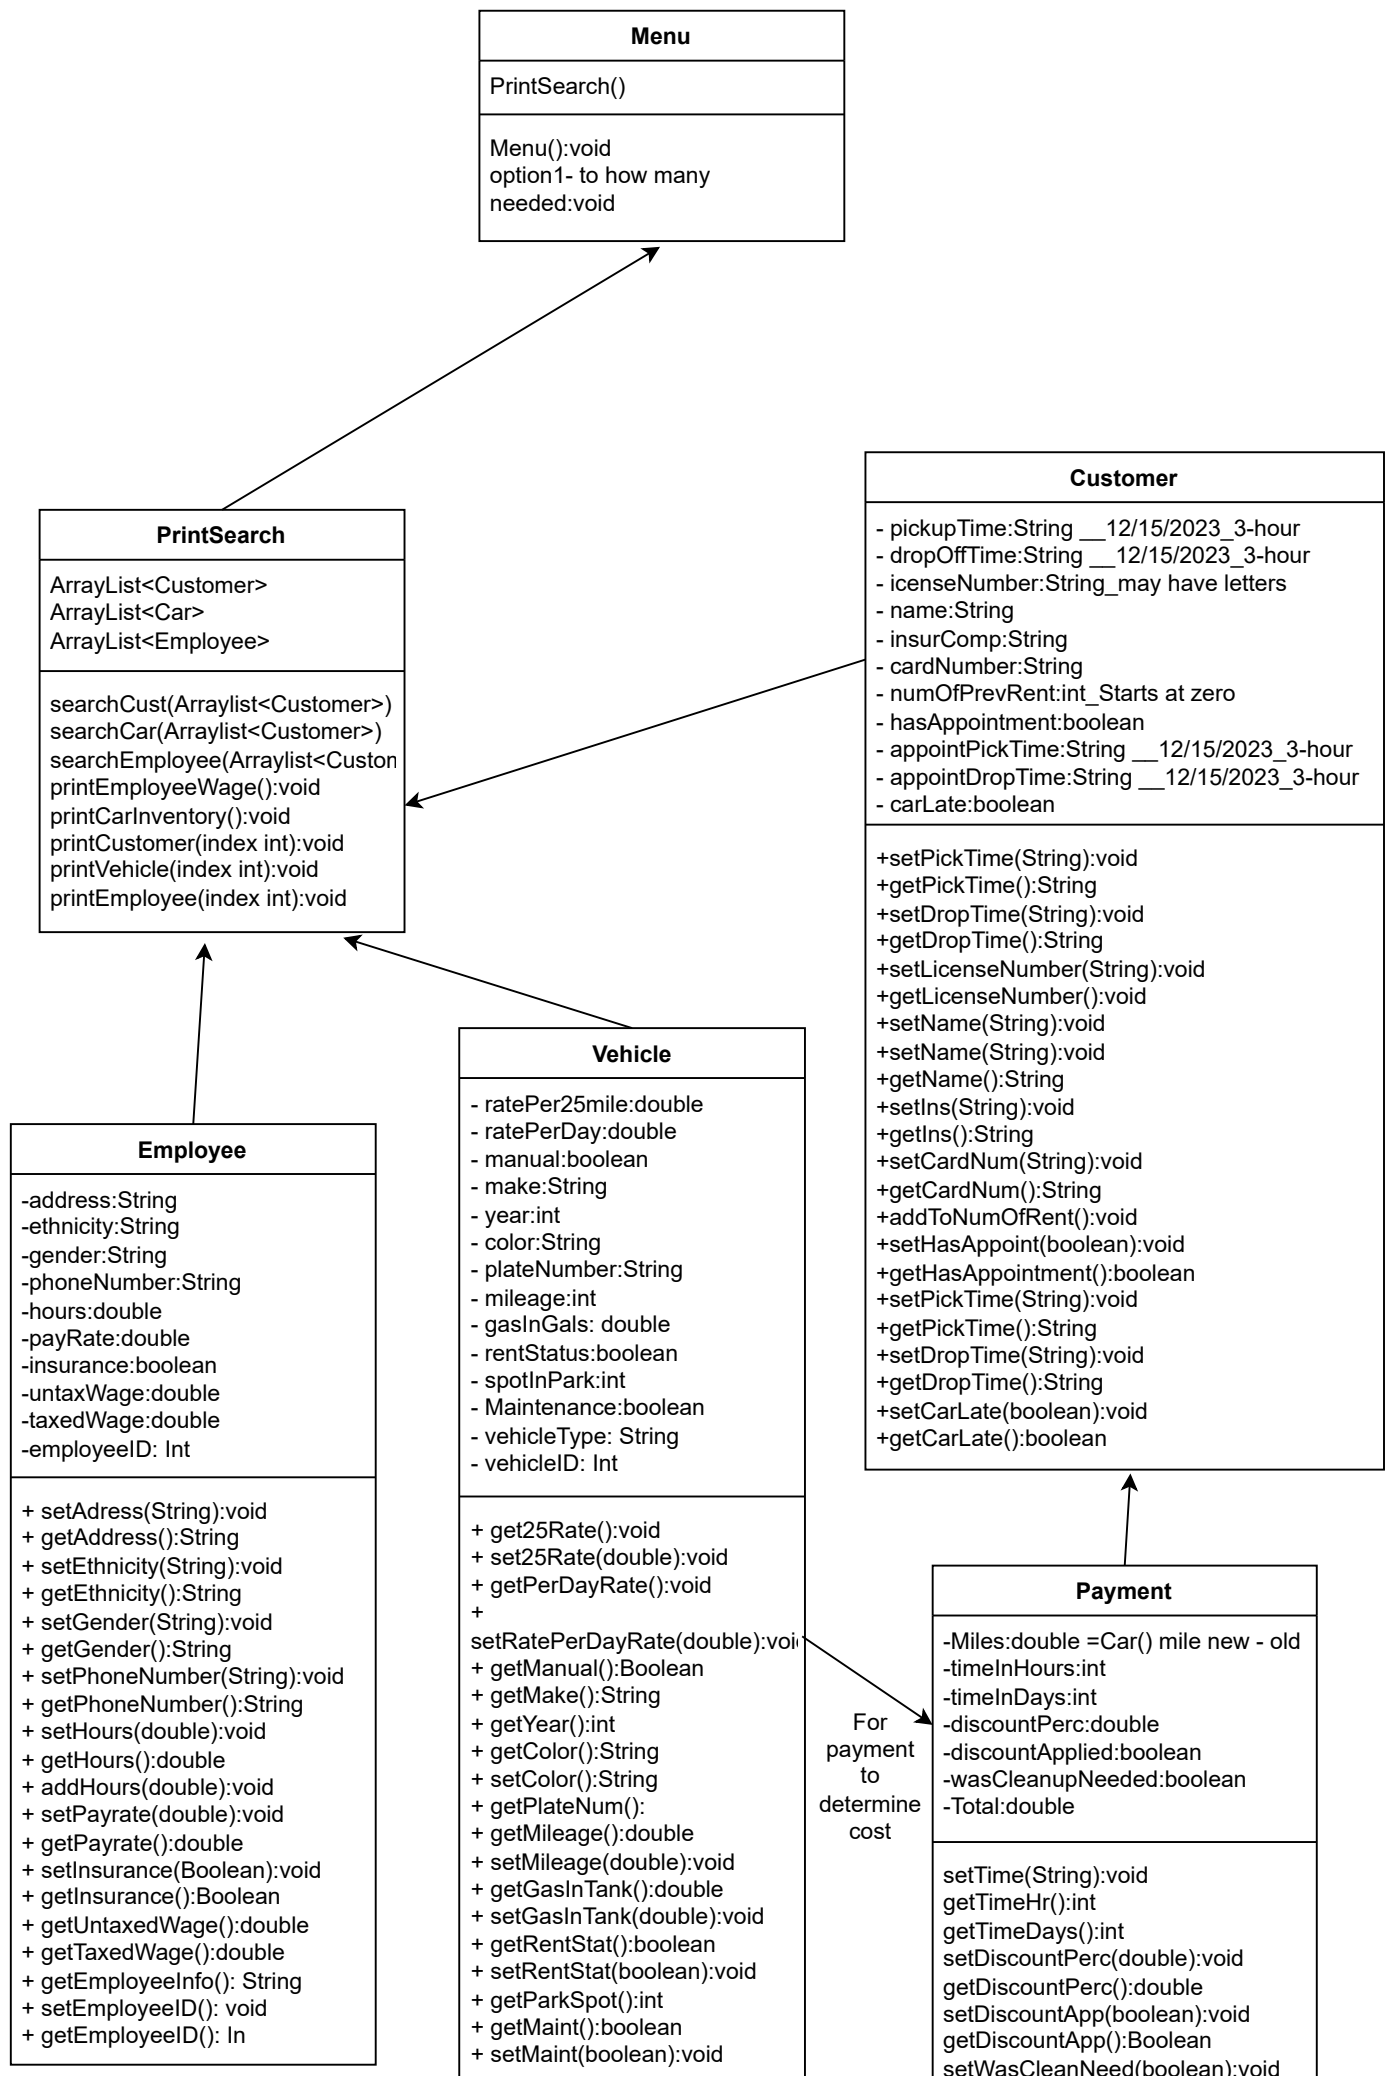 Menu
PrintSearch()
Menu():void
option1- to how many
needed:void
PrintSearch
ArrayList<Customer>
ArrayList<Car>
ArrayList<Employee>
searchCust(Arraylist<Customer>)
searchCar(Arraylist<Customer>)
searchEmployee(Arraylist<Custon
printEmployeeWage():void
printCarInventory():void
printCustomer(index int):void
printVehicle(index int):void
printEmployee(index int):void
Customer
- pickupTime:String __12/15/2023_3-hour
- dropOffTime:String __12/15/2023_3-hour
- icenseNumber:String_may have letters
- name:String
- insurComp:String
- cardNumber:String
- numOfPrevRent:int_Starts at zero
- hasAppointment:boolean
- appointPickTime:String __12/15/2023_3-hour
- appointDropTime:String __12/15/2023_3-hour
- carLate:boolean
+setPickTime(String):void
+getPickTime():String
+setDropTime(String):void
+getDropTime():String
+setLicenseNumber(String):void
+getLicenseNumber():void
+setName(String):void
+setName(String):void
+getName():String
+setIns(String):void
+getIns():String
+setCardNum(String):void
+getCardNum():String
+addToNumOfRent():void
+setHasAppoint(boolean):void
+getHasAppointment():boolean
+setPickTime(String):void
+getPickTime():String
+setDropTime(String):void
+getDropTime():String
+setCarLate(boolean):void
+getCarLate():boolean
Employee
-address:String
-ethnicity:String
-gender:String
-phoneNumber:String
-hours:double
-payRate:double
-insurance:boolean
-untaxWage:double
-taxedWage:double
-employeeID: Int
+ setAdress(String):void
+ getAddress():String
+ setEthnicity(String):void
+ getEthnicity():String
+ setGender(String):void
+ getGender():String
+ setPhoneNumber(String):void
+ getPhoneNumber():String
+ setHours(double):void
+ getHours():double
+ addHours(double):void
+ setPayrate(double):void
+ getPayrate():double
+ setInsurance(Boolean):void
+ getInsurance():Boolean
+ getUntaxedWage():double
+ getTaxedWage():double
+ getEmployeeInfo(): String
+ setEmployeeID(): void
+ getEmployeeID(): In
Vehicle
- ratePer25mile:double
- ratePerDay:double
- manual:boolean
- make:String
- year:int
- color:String
- plateNumber:String
- mileage:int
- gasInGals: double
- rentStatus:boolean
- spotInPark:int
- Maintenance:boolean
- vehicleType: String
- vehicleID: Int
+ get25Rate():void
+ set25Rate(double):void
+ getPerDayRate():void
+
setRatePerDayRate(double):void
+ getManual():Boolean
+ getMake():String
+ getYear():int
+ getColor():String
+ setColor():String
+ getPlateNum():
+ getMileage():double
+ setMileage(double):void
+ getGasInTank():double
+ setGasInTank(double):void
+ getRentStat():boolean
+ setRentStat(boolean):void
+ getParkSpot():int
+ getMaint():boolean
+ setMaint(boolean):void
For
payment
to
determine
cost
Payment
-Miles:double =Car() mile new - old
-timeInHours:int
-timeInDays:int
-discountPerc:double
-discountApplied:boolean
-wasCleanupNeeded:boolean
-Total:double
setTime(String):void
getTimeHr():int
getTimeDays():int
setDiscountPerc(double):void
getDiscountPerc():double
setDiscountApp(boolean):void
getDiscountApp():Boolean
setWasCleanNeed(boolean):void